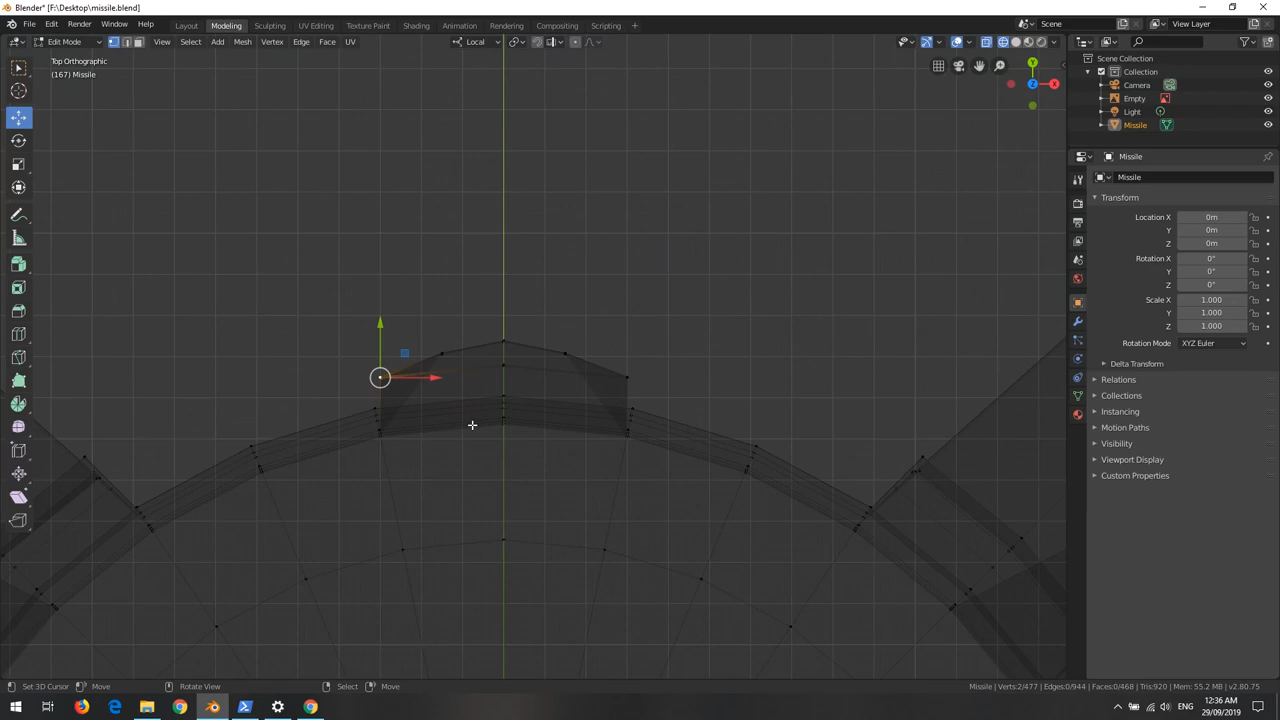 Blender* [F:\Desktop\missile.blend]
File Edit Render Window Help Layout Modeling Sculpting UV Editing Texture Paint Shading Animation Rendering Compositing Scripting + Scene View Layer
Edit Mode View Select Add Mesh Vertex Edge Face UV Local
Top Orthographic
(167) Missile
Y
Z
X
Scene Collection
Collection
Camera
Empty
Light
Missile
Missile
Missile
Transform
Location X 0m
Y 0m
Z 0m
Rotation X 0°
Y 0°
Z 0°
Scale X 1.000
Y 1.000
Z 1.000
Rotation Mode XYZ Euler
Delta Transform
Relations
Collections
Instancing
Motion Paths
Visibility
Viewport Display
Custom Properties
Set 3D Cursor Move Rotate View Select Move Missile | Verts:2/477 | Edges:0/944 | Faces:0/468 | Tris:920 | Mem: 55.2 MB | v2.80.75
ENG 12:36 AM
29/09/2019